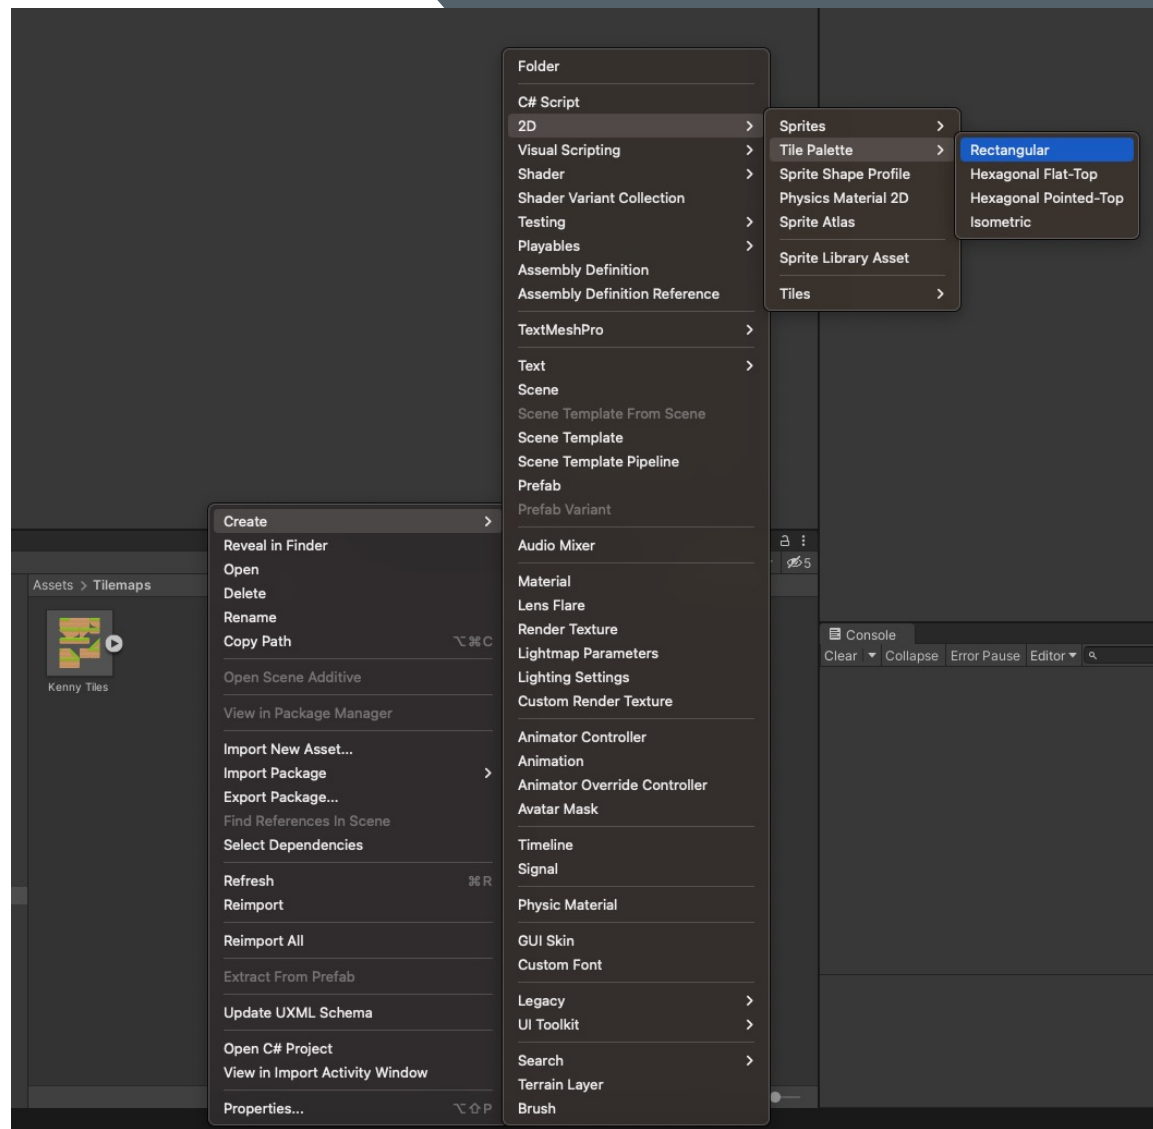 Folder
C# Script
2D
Visual Scripting
Shader
Shader Variant Collection
Testing
Playables
Assembly Definition
Assembly Definition Reference
TextMeshPro
Text
Scene
Scene Template From Scene
Scene Template
Scene Template Pipeline
Prefab
Prefab Variant
Audio Mixer
Material
Lens Flare
Render Texture
Lightmap Parameters
Lighting Settings
Custom Render Texture
Animator Controller
Animation
Animator Override Controller
Avatar Mask
Timeline
Signal
Physic Material
GUI Skin
Custom Font
Legacy
UI Toolkit
Search
Terrain Layer
Brush
Sprites
Tile Palette
Sprite Shape Profile
Physics Material 2D
Sprite Atlas
Sprite Library Asset
Tiles
Rectangular
Hexagonal Flat-Top
Hexagonal Pointed-Top
Isometric
Create
Reveal in Finder
Open
Delete
Rename
Copy Path ⌥⌘C
Open Scene Additive
View in Package Manager
Import New Asset...
Import Package
Export Package...
Find References In Scene
Select Dependencies
Refresh ⌘R
Reimport
Reimport All
Extract From Prefab
Update UXML Schema
Open C# Project
View in Import Activity Window
Properties... ⌥⇧P
Assets > Tilemaps
Kenny Tiles
5
Console
Clear Collapse Error Pause Editor